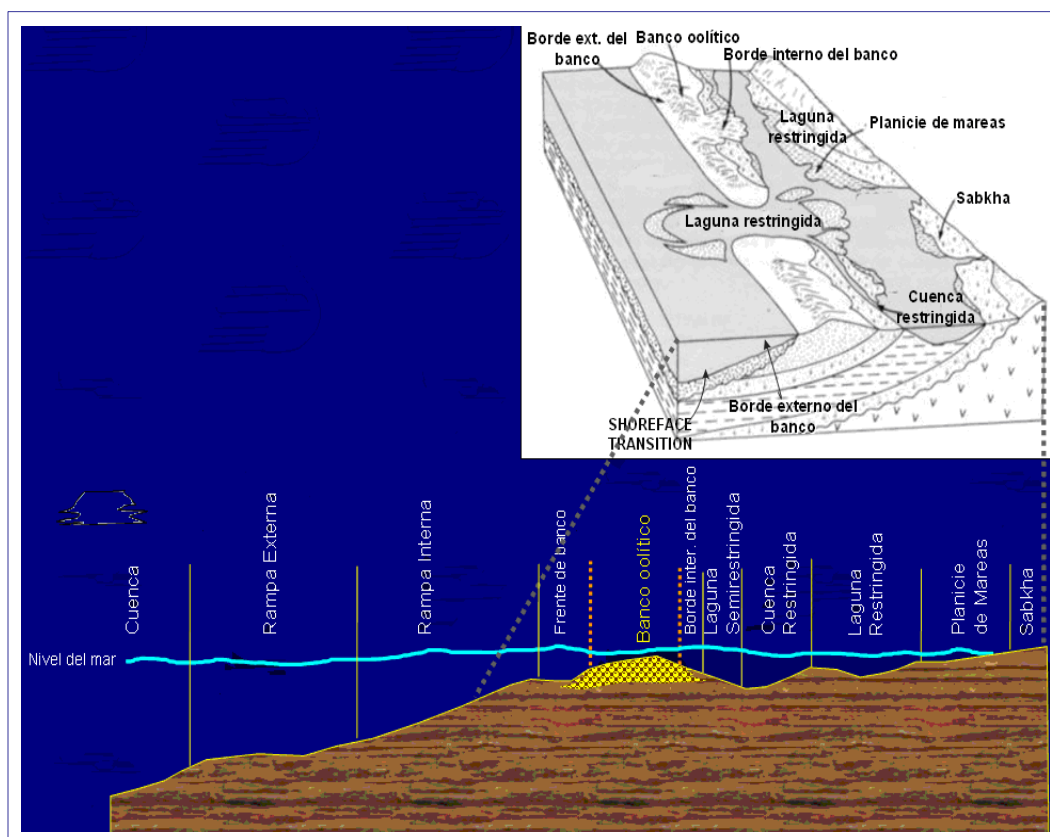 Borde ext. del
banco
Banco oolítico
Borde interno del banco
Laguna
restringida
Planicie de mareas
Sabkha
Laguna restringida
Cuenca
restringida
Borde externo del
banco
SHOREFACE
TRANSITION
Cuenca
Rampa Externa
Rampa Interna
Frente de banco
Banco oolítico
Borde inter. del banco
Laguna
Semirestringida
Cuenca
Restringida
Laguna
Restringida
Planicie
de Mareas
Sabkha
Nivel del mar